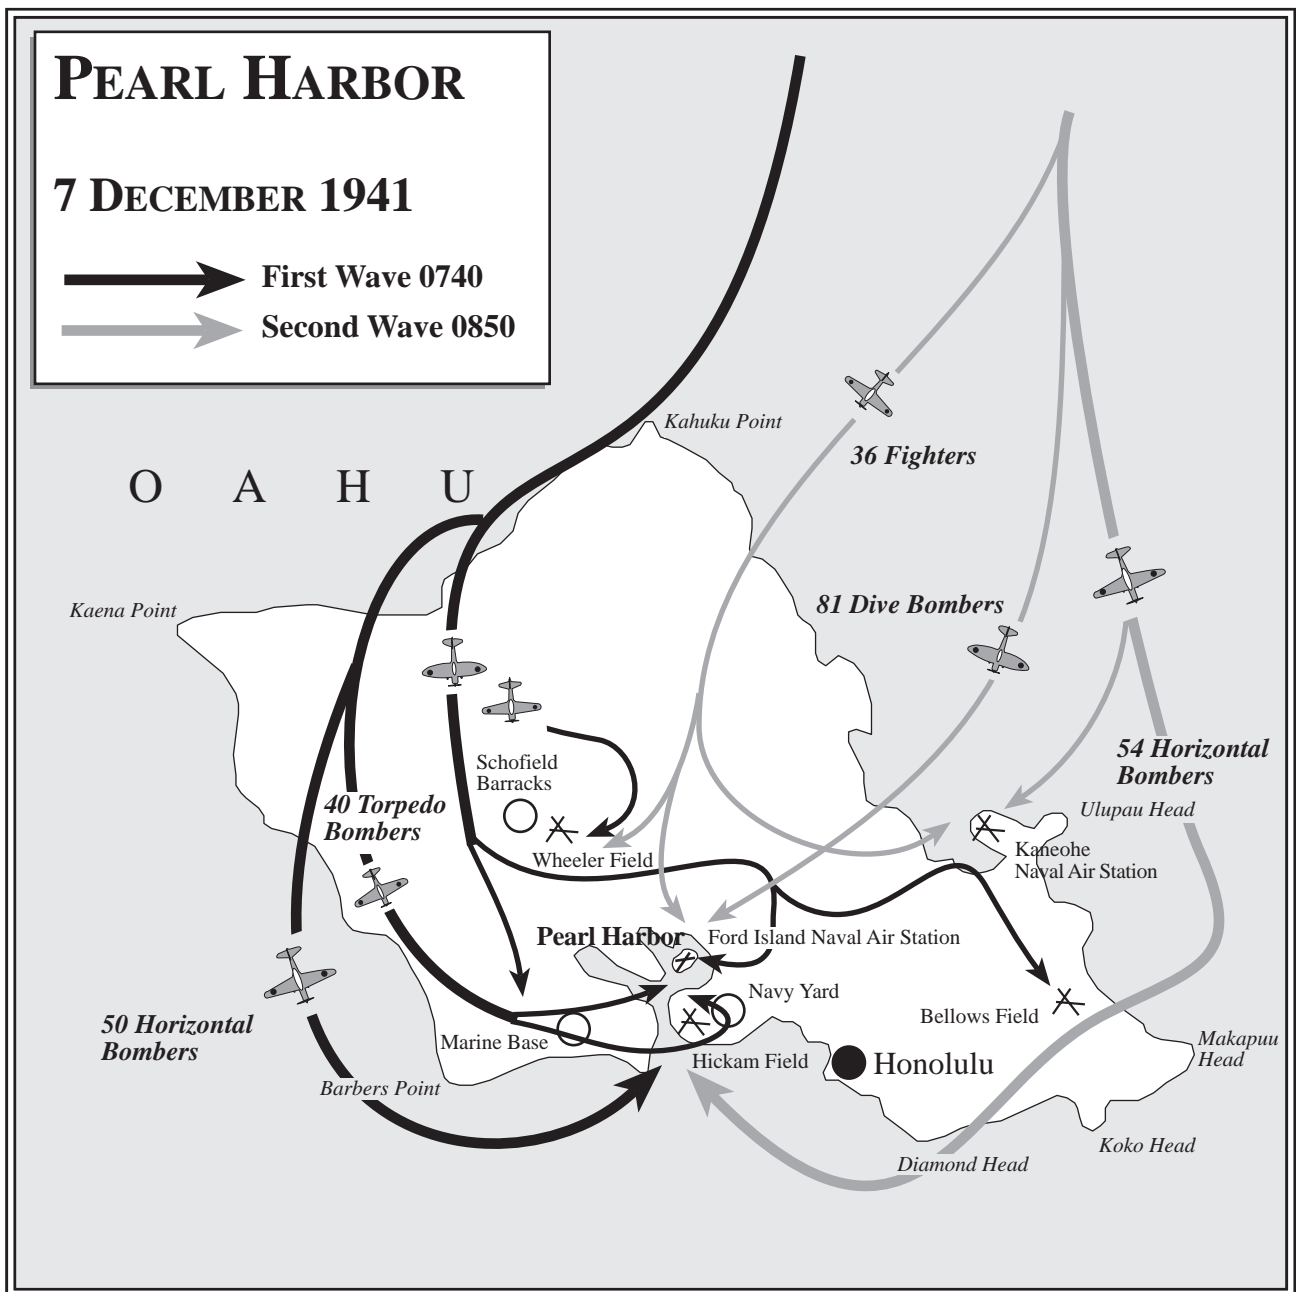 PEARL HARBOR
7 DECEMBER 1941
First Wave 0740
Second Wave 0850
Kahuku Point
36 Fighters
O A H U
Kaena Point
81 Dive Bombers
54 Horizontal
Bombers
Schofield
Barracks
40 Torpedo
Bombers
Ulupau Head
Wheeler Field
Kaneohe
Naval Air Station
Pearl Harbor
Ford Island Naval Air Station
Navy Yard
Bellows Field
50 Horizontal
Bombers
Marine Base
Hickam Field
Honolulu
Makapuu
Head
Barbers Point
Koko Head
Diamond Head